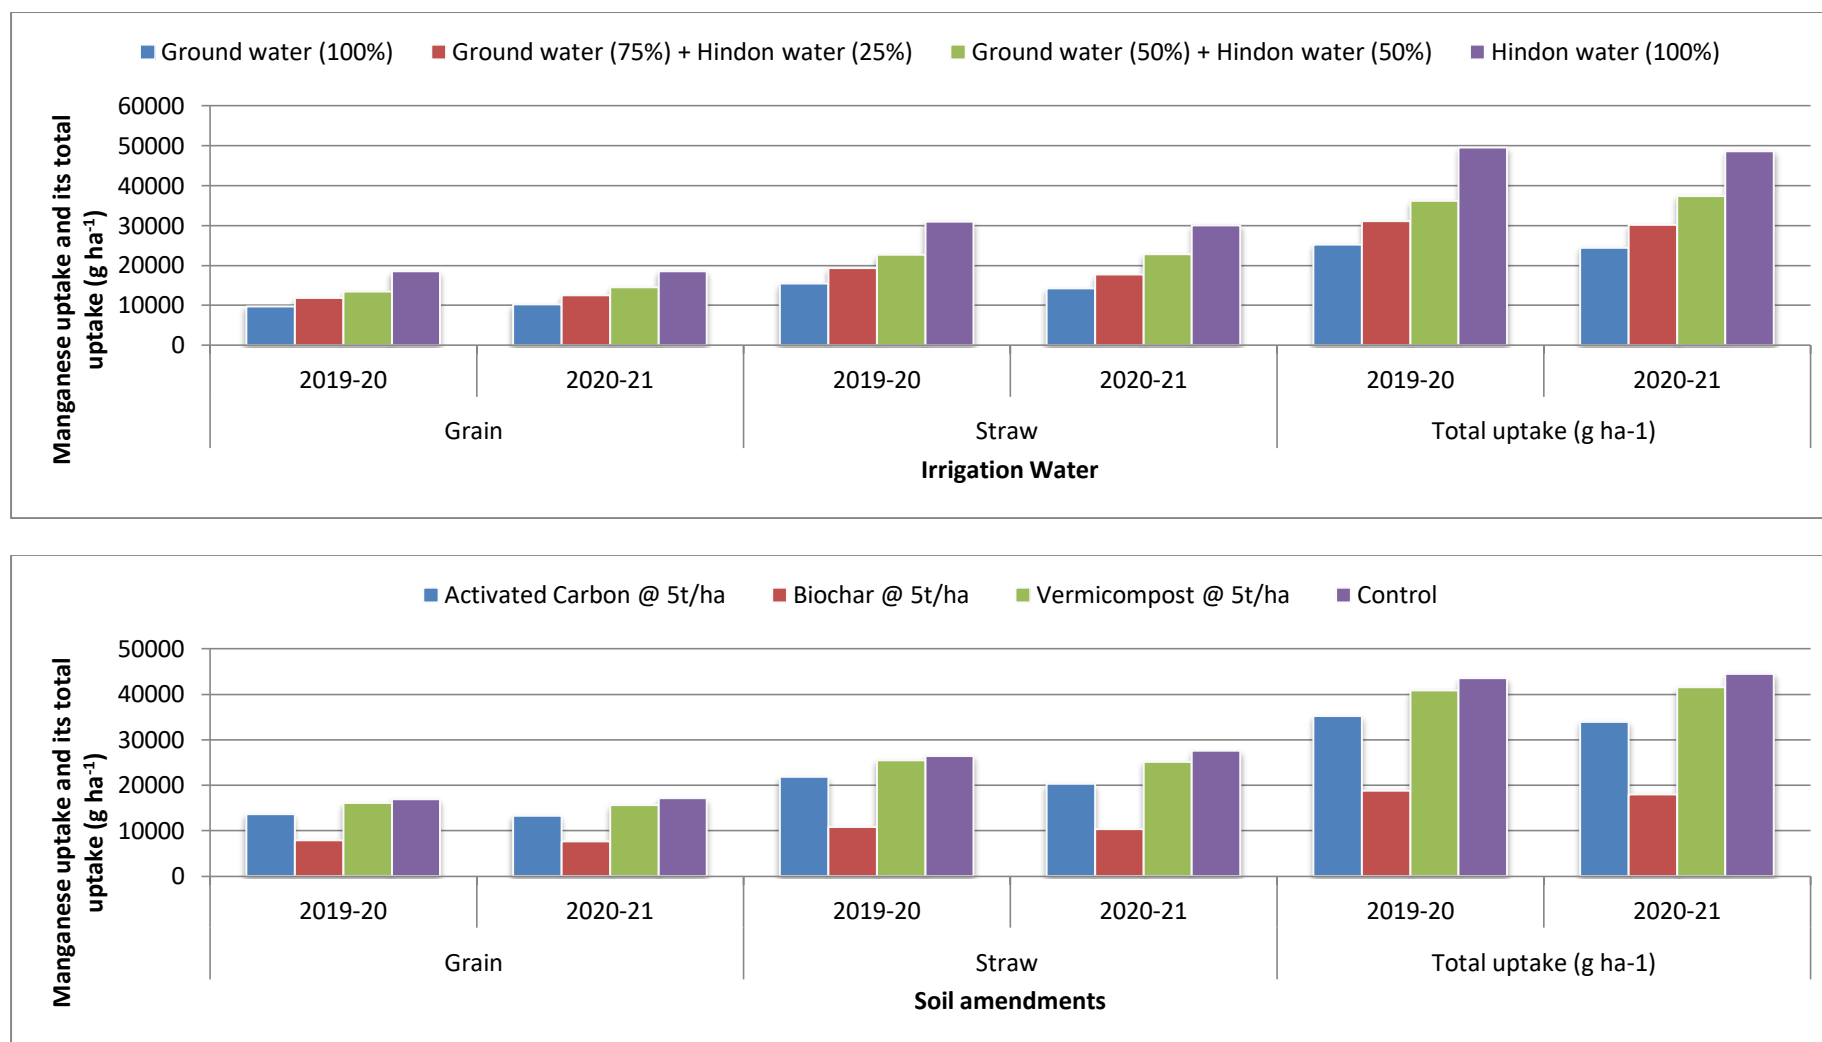 Ground water (100%) Ground water (75%) + Hindon water (25%) Ground water (50%) + Hindon water (50%) Hindon water (100%)
Manganese uptake and its total
uptake (g ha-1)
60000
50000
40000
30000
20000
10000
0
2019-20 2020-21 2019-20 2020-21 2019-20 2020-21
Grain Straw Total uptake (g ha-1)
Irrigation Water
Activated Carbon @ 5t/ha Biochar @ 5t/ha Vermicompost @ 5t/ha Control
Manganese uptake and its total
uptake (g ha-1)
50000
40000
30000
20000
10000
0
2019-20 2020-21 2019-20 2020-21 2019-20 2020-21
Grain Straw Total uptake (g ha-1)
Soil amendments